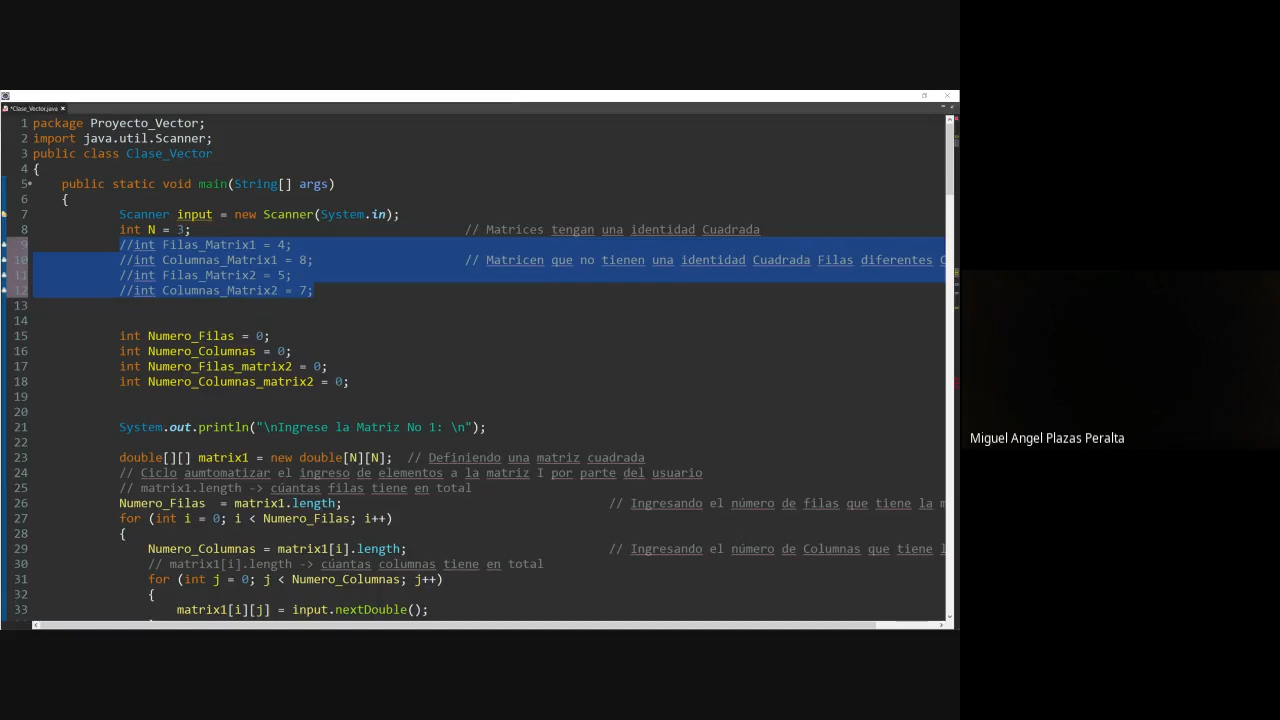 *Clase_Vector.java
1 package Proyecto_Vector;
2 import java.util.Scanner;
3 public class Clase_Vector
4 {
5 public static void main(String[] args)
6 {
7 Scanner input = new Scanner(System.in);
8 int N = 3; // Matrices tengan una identidad Cuadrada
9 //int Filas_Matrix1 = 4;
10 //int Columnas_Matrix1 = 8; // Matricen que no tienen una identidad Cuadrada Filas diferentes
11 //int Filas_Matrix2 = 5;
12 //int Columnas_Matrix2 = 7;
13
14
15 int Numero_Filas = 0;
16 int Numero_Columnas = 0;
17 int Numero_Filas_matrix2 = 0;
18 int Numero_Columnas_matrix2 = 0;
19
20
21 System.out.println("\nIngrese la Matriz No 1: \n");
22
23 double[][] matrix1 = new double[N][N]; // Definiendo una matriz cuadrada
24 // Ciclo aumtomatizar el ingreso de elementos a la matriz I por parte del usuario
25 // matrix1.length -> cúantas filas tiene en total
26 Numero_Filas = matrix1.length; // Ingresando el número de filas que tiene la m
27 for (int i = 0; i < Numero_Filas; i++)
28 {
29 Numero_Columnas = matrix1[i].length; // Ingresando el número de Columnas que tiene l
30 // matrix1[i].length -> cúantas columnas tiene en total
31 for (int j = 0; j < Numero_Columnas; j++)
32 {
33 matrix1[i][j] = input.nextDouble();
Miguel Angel Plazas Peralta